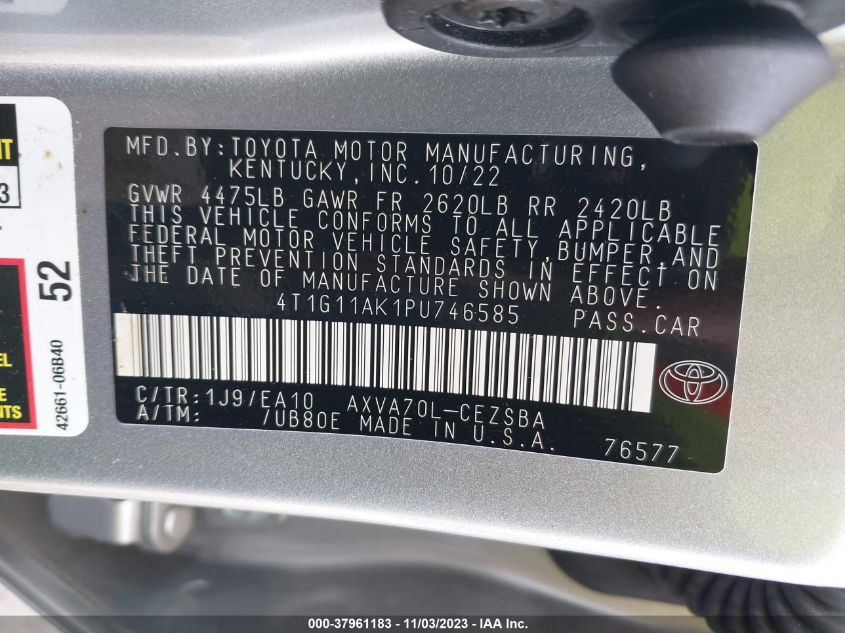 MFD.BY:TOYOTA MOTOR MANUFACTURING,
KENTUCKY,INC.10/22
GVWR 4475LB GAWR FR 2620LB RR 2420LB
THIS VEHICLE CONFORMS TO ALL APPLICABLE
FEDERAL MOTOR VEHICLE SAFETY,BUMPER,AND
THEFT PREVENTION STANDARDS IN EFFECT ON
THE DATE OF MANUFACTURE SHOWN ABOVE.
4T1G11AK1PU746585 PASS.CAR
C/TR:1J9/EA10 AXVA70L-CEZSBA
A/TM: 7UB80E MADE IN U.S.A. 76577
52
42661-06B40
000-37961183 - 11/03/2023 - IAA Inc.